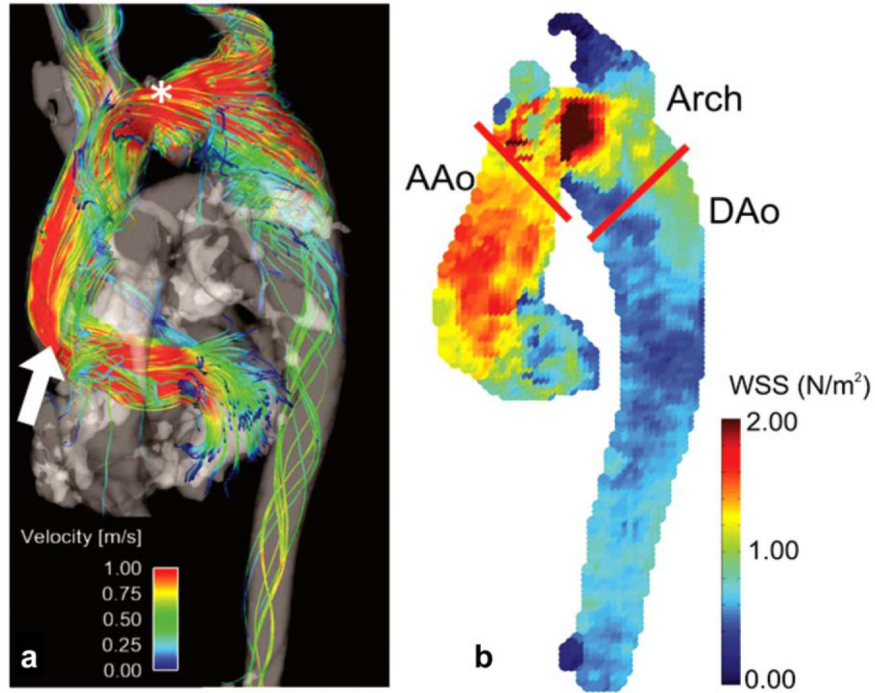 *
Velocity [m/s]
1.00
0.75
0.50
0.25
0.00
a
Arch
AAo
DAo
WSS (N/m²)
2.00
1.00
0.00
b